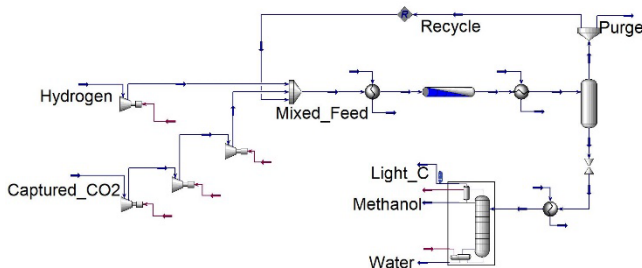 R
Recycle
Purge
Hydrogen
Mixed_Feed
Captured_CO2
Light_C
Methanol
Water